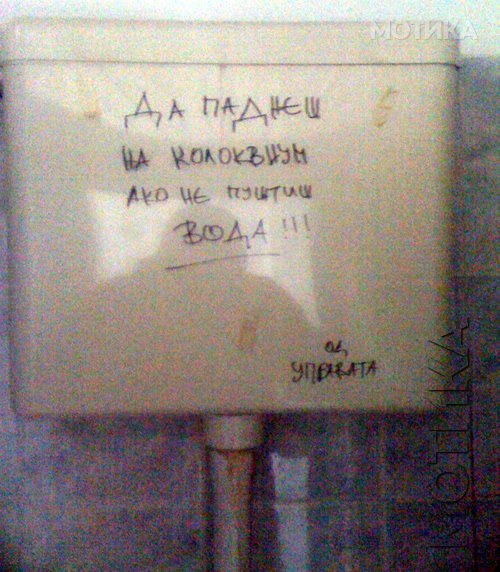 МОТИКА
ДА ПАДНЕШ
НА КОЛОКВИУМ
АКО НЕ ПУШТИШ
ВОДА!!!
ОД
УПРАВАТА
МОТИКА